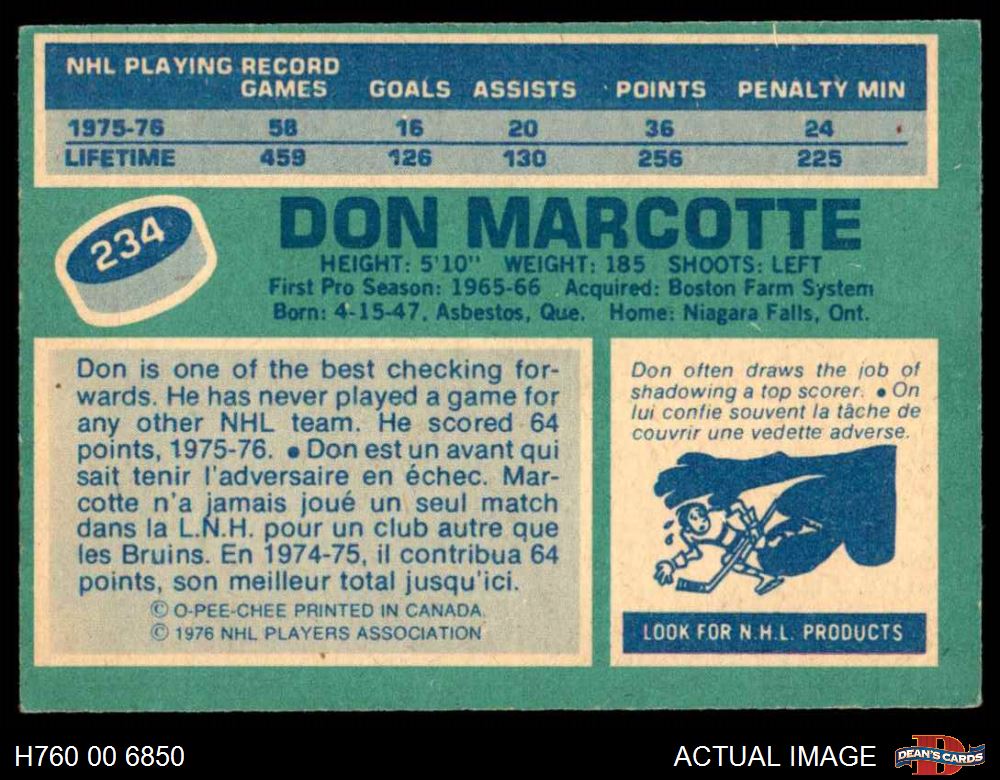 NHL PLAYING RECORD
GAMES GOALS ASSISTS POINTS PENALTY MIN
1975-76 58 16 20 36 24
LIFETIME 459 126 130 256 225
234
DON MARCOTTE
HEIGHT: 5'10" WEIGHT: 185 SHOOTS: LEFT
First Pro Season: 1965-66 Acquired: Boston Farm System
Born: 4-15-47, Asbestos, Que. Home: Niagara Falls, Ont.
Don is one of the best checking for-
wards. He has never played a game for
any other NHL team. He scored 64
points, 1975-76. • Don est un avant qui
sait tenir l'adversaire en échec. Mar-
cotte n'a jamais joué un seul match
dans la L.N.H. pour un club autre que
les Bruins. En 1974-75, il contribua 64
points, son meilleur total jusqu'ici.
© O-PEE-CHEE PRINTED IN CANADA.
© 1976 NHL PLAYERS ASSOCIATION
Don often draws the job of
shadowing a top scorer. • On
lui confie souvent la tâche de
couvrir une vedette adverse.
LOOK FOR N.H.L. PRODUCTS
H760 00 6850
ACTUAL IMAGE
D
DEAN'S CARDS